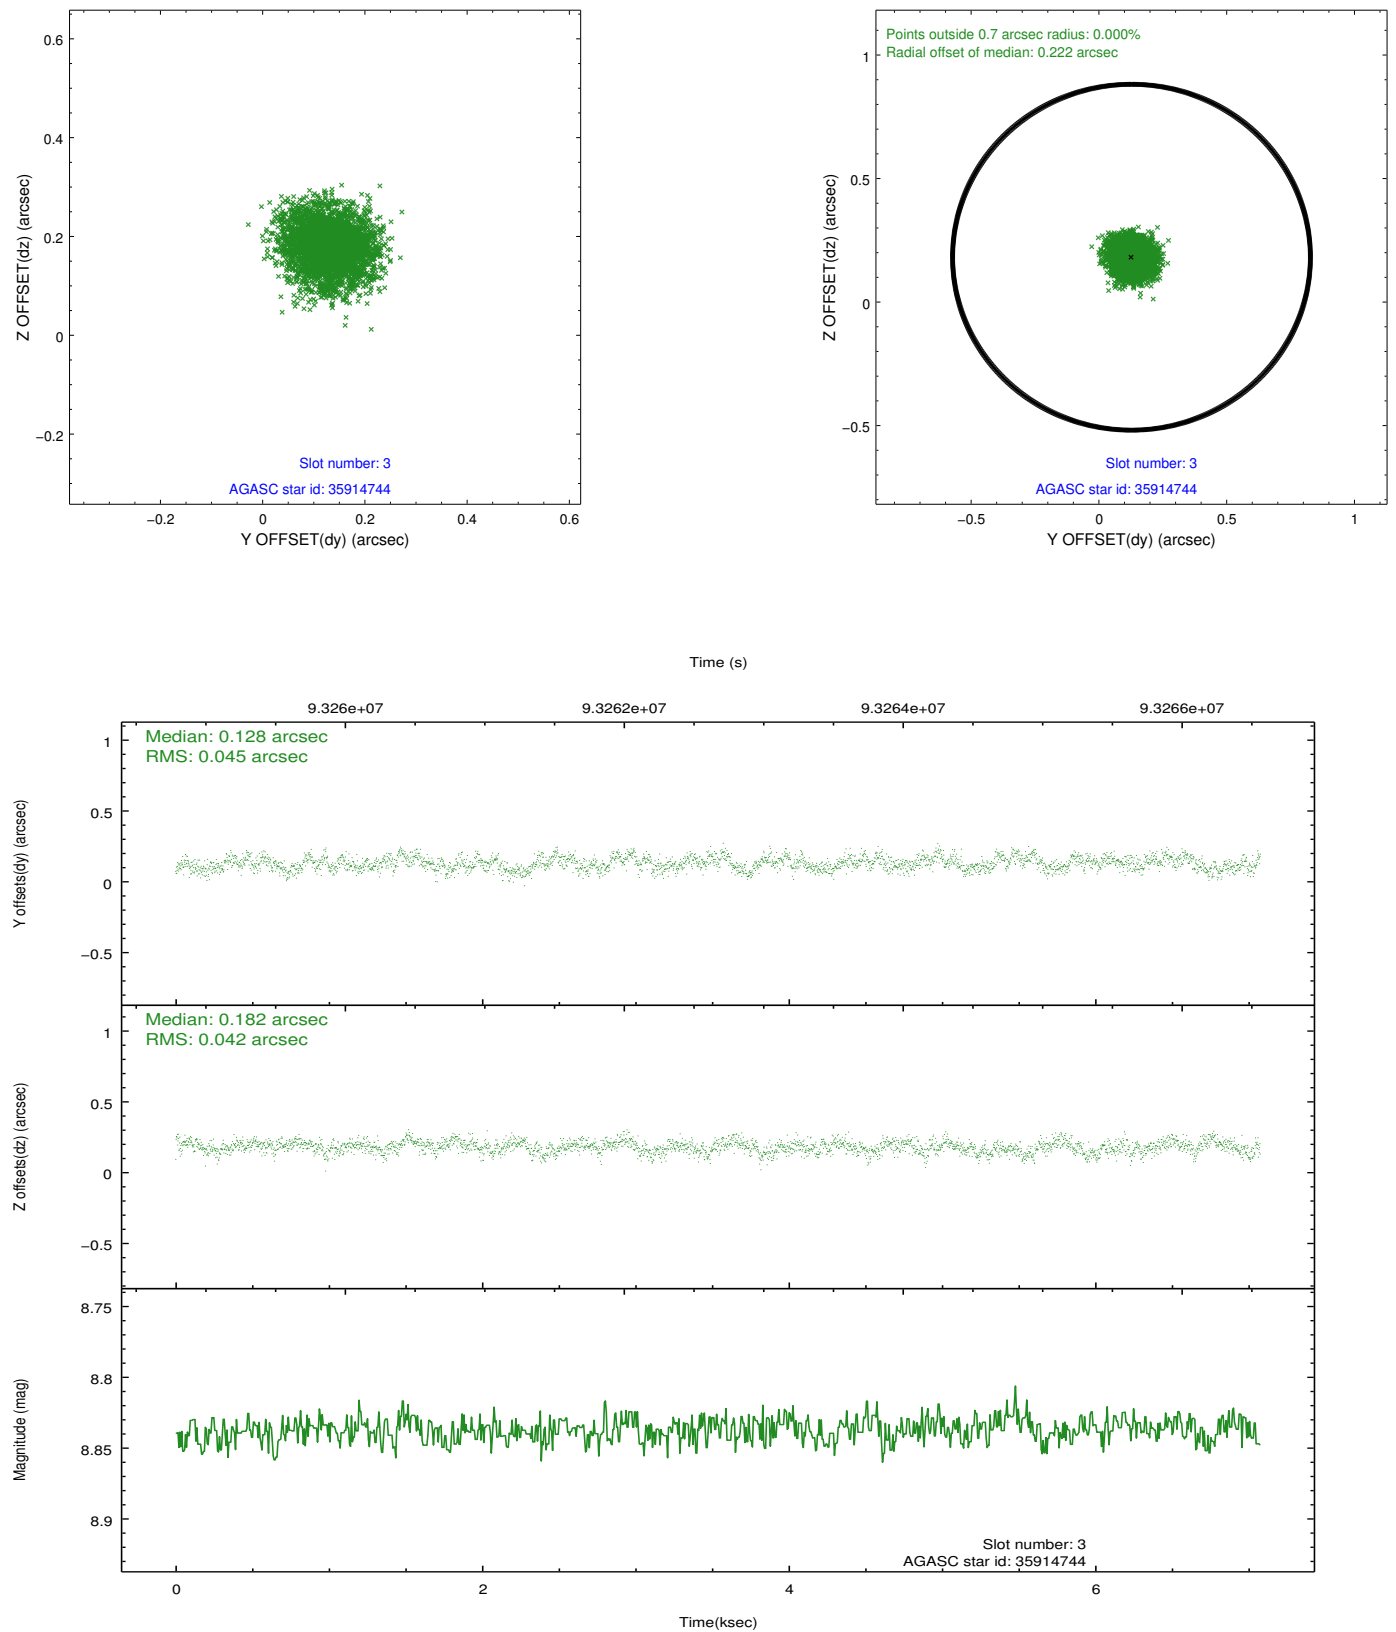 0.6
0.4
0.2
0
−0.2
Z OFFSET(dz) (arcsec)
Slot number: 3
AGASC star id: 35914744
−0.2 0 0.2 0.4 0.6
Y OFFSET(dy) (arcsec)
Points outside 0.7 arcsec radius: 0.000%
Radial offset of median: 0.222 arcsec
1
0.5
0
−0.5
Z OFFSET(dz) (arcsec)
Slot number: 3
AGASC star id: 35914744
−0.5 0 0.5 1
Y OFFSET(dy) (arcsec)
Time (s)
9.326e+07 9.3262e+07 9.3264e+07 9.3266e+07
Median: 0.128 arcsec
RMS: 0.045 arcsec
1
0.5
0
−0.5
Y offsets(dy) (arcsec)
Median: 0.182 arcsec
RMS: 0.042 arcsec
1
0.5
0
−0.5
Z offsets(dz) (arcsec)
8.75
8.8
8.85
8.9
Magnitude (mag)
Slot number: 3
AGASC star id: 35914744
0 2 4 6
Time(ksec)